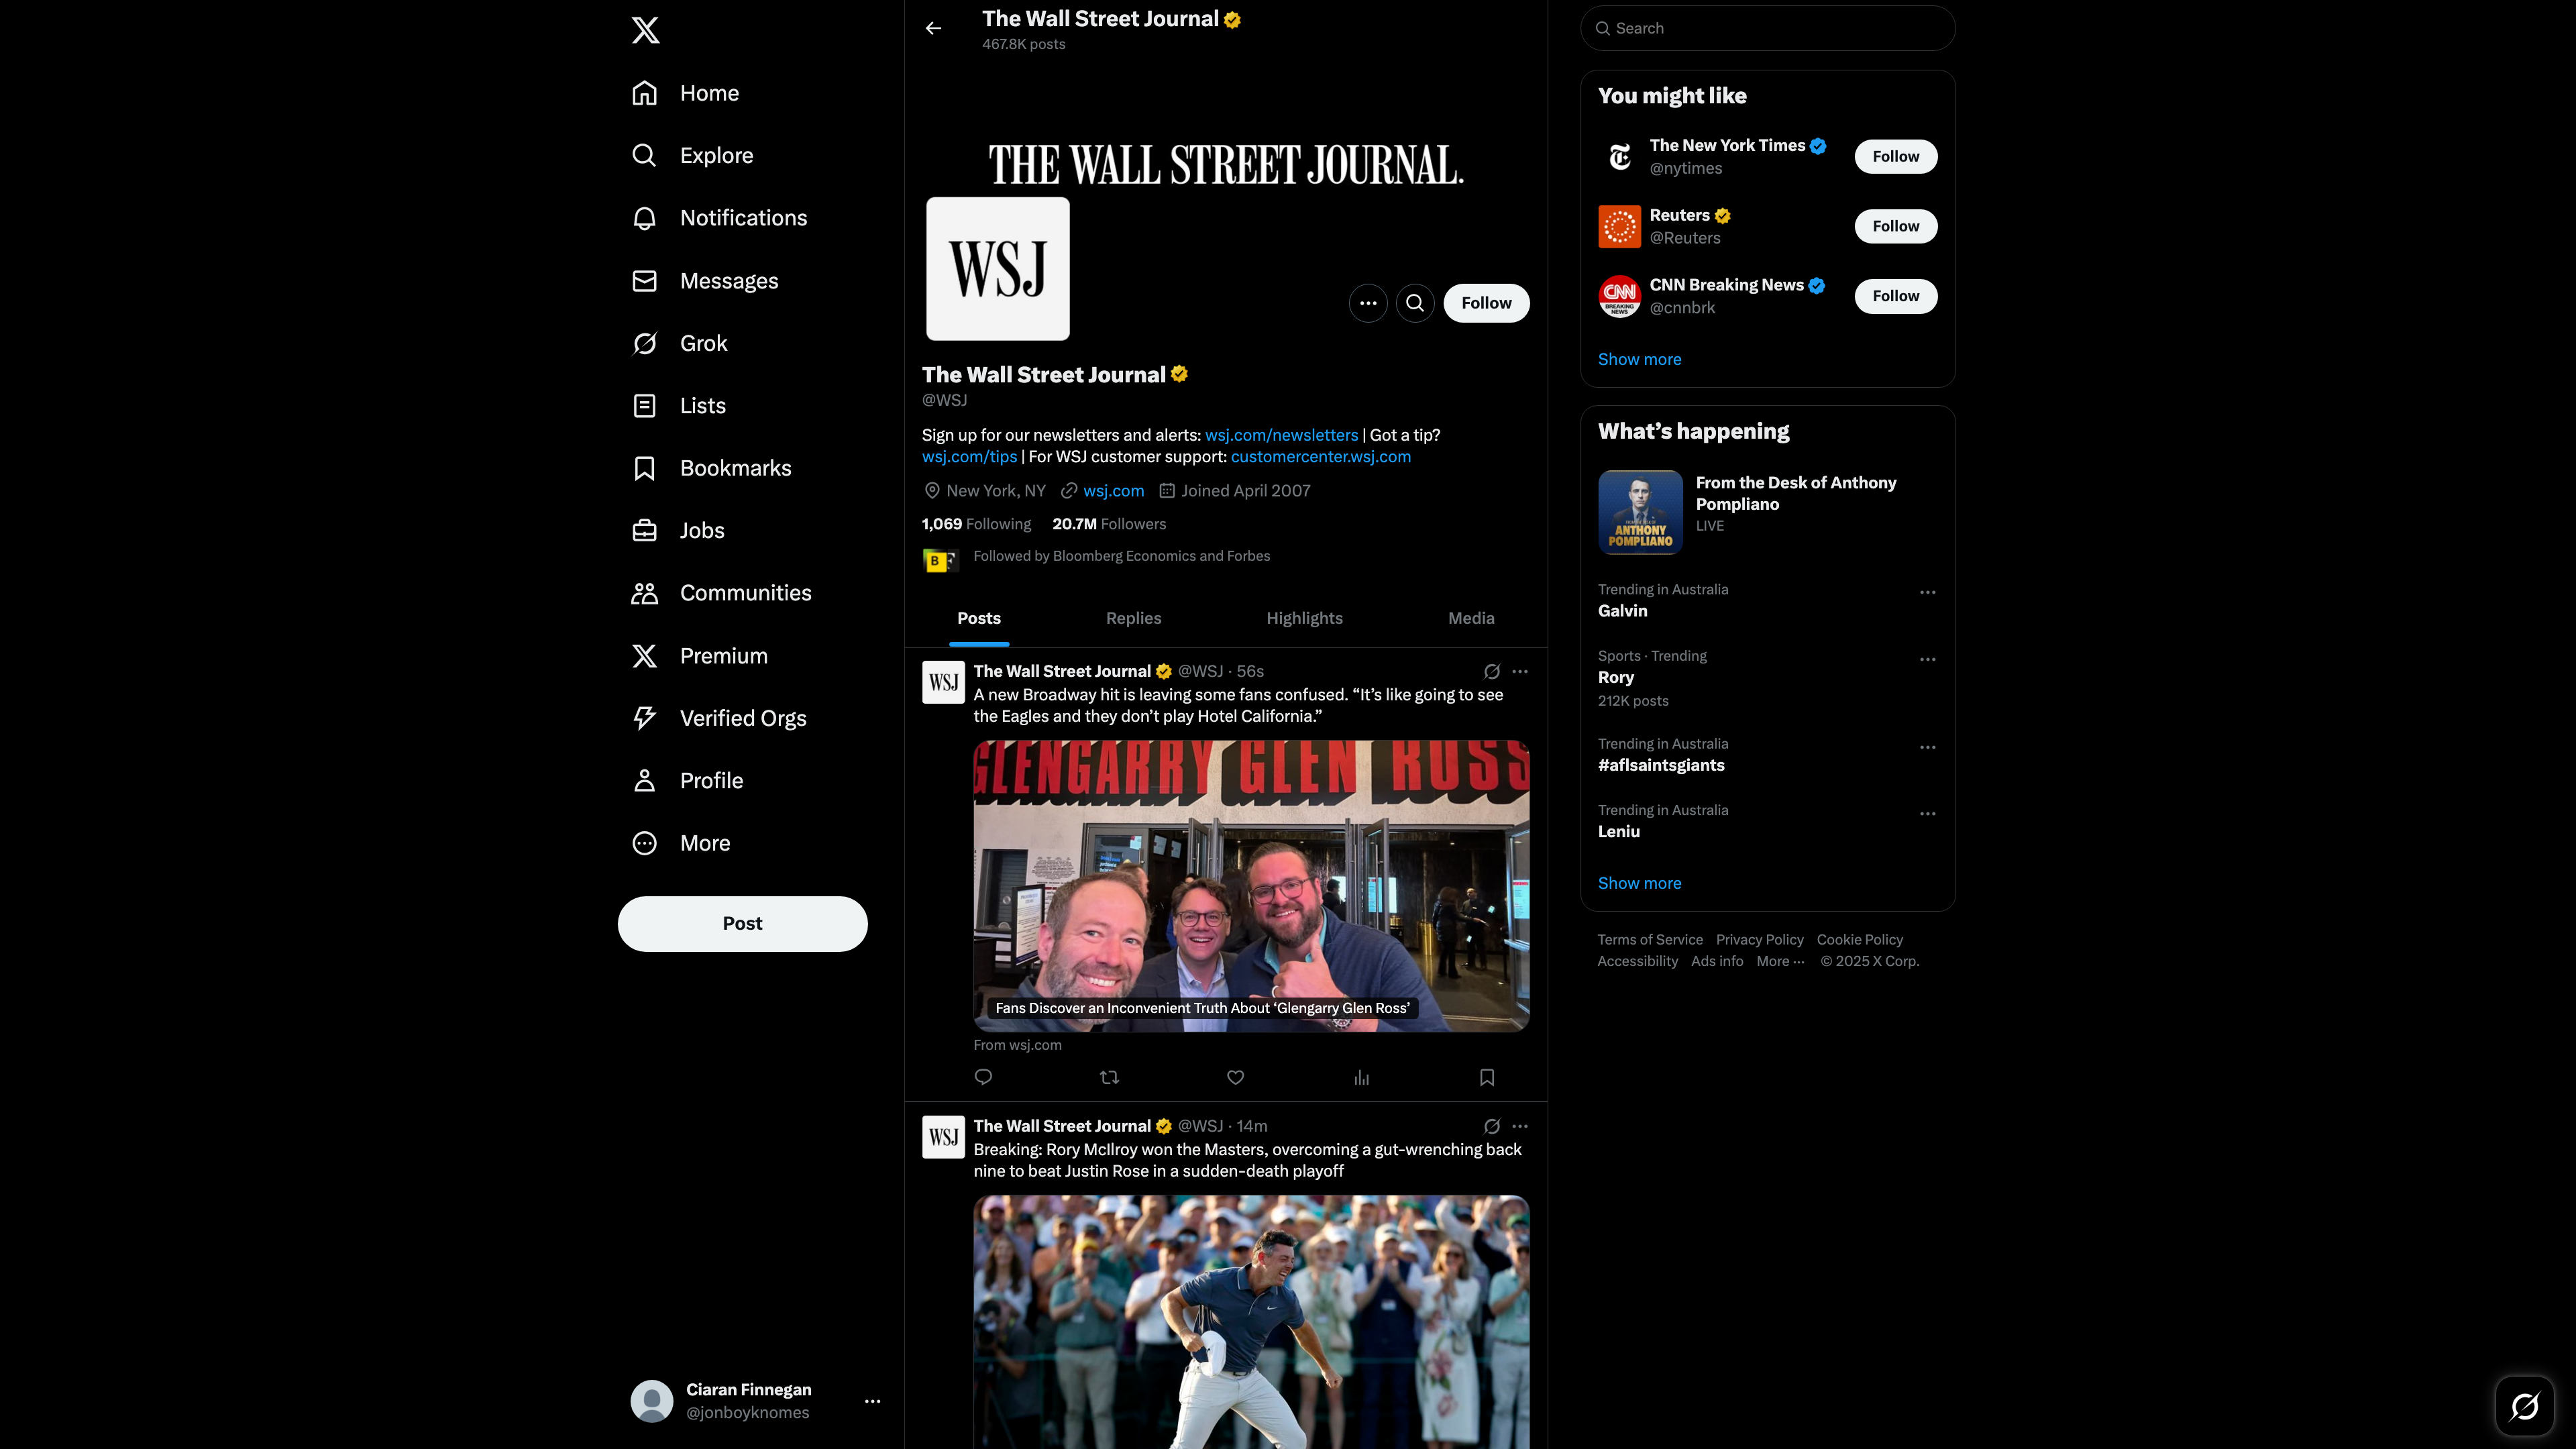 Home
Explore
Notifications
Messages
Grok
Lists
Bookmarks
Jobs
Communities
Premium
Verified Orgs
Profile
More
Post
Ciaran Finnegan
@jonboyknomes
The Wall Street Journal
467.8K posts
THE WALL STREET JOURNAL.
WSJ
Follow
The Wall Street Journal
@WSJ
Sign up for our newsletters and alerts: wsj.com/newsletters | Got a tip?
wsj.com/tips | For WSJ customer support: customercenter.wsj.com
New York, NY wsj.com Joined April 2007
1,069 Following 20.7M Followers
B F Followed by Bloomberg Economics and Forbes
Posts Replies Highlights Media
WSJ
The Wall Street Journal @WSJ · 56s
A new Broadway hit is leaving some fans confused. “It’s like going to see
the Eagles and they don’t play Hotel California.”
GLENGARRY GLEN ROSS
Fans Discover an Inconvenient Truth About ‘Glengarry Glen Ross’
From wsj.com
WSJ
The Wall Street Journal @WSJ · 14m
Breaking: Rory McIlroy won the Masters, overcoming a gut-wrenching back
nine to beat Justin Rose in a sudden-death playoff
Search
You might like
The New York Times
@nytimes
Follow
Reuters
@Reuters
Follow
CNN
BREAKING
NEWS
CNN Breaking News
@cnnbrk
Follow
Show more
What’s happening
ANTHONY
POMPLIANO
From the Desk of Anthony
Pompliano
LIVE
Trending in Australia
Galvin
Sports · Trending
Rory
212K posts
Trending in Australia
#aflsaintsgiants
Trending in Australia
Leniu
Show more
Terms of Service Privacy Policy Cookie Policy
Accessibility Ads info More ··· © 2025 X Corp.